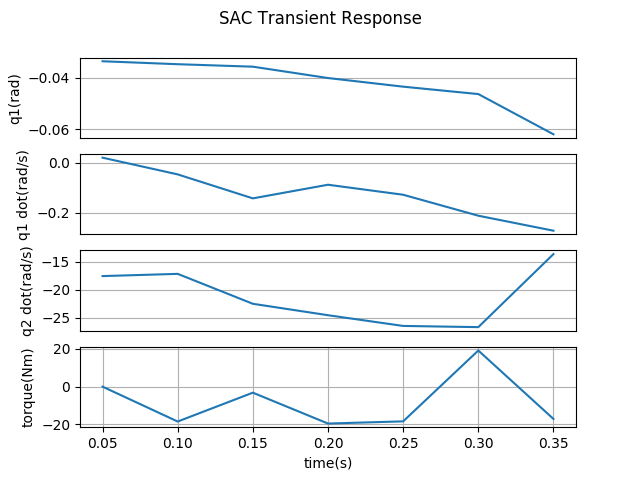 SAC Transient Response
q1(rad)
−0.04
−0.06
q1 dot(rad/s)
0.0
−0.2
q2 dot(rad/s)
−15
−20
−25
torque(Nm)
20
0
−20
0.05 0.10 0.15 0.20 0.25 0.30 0.35
time(s)